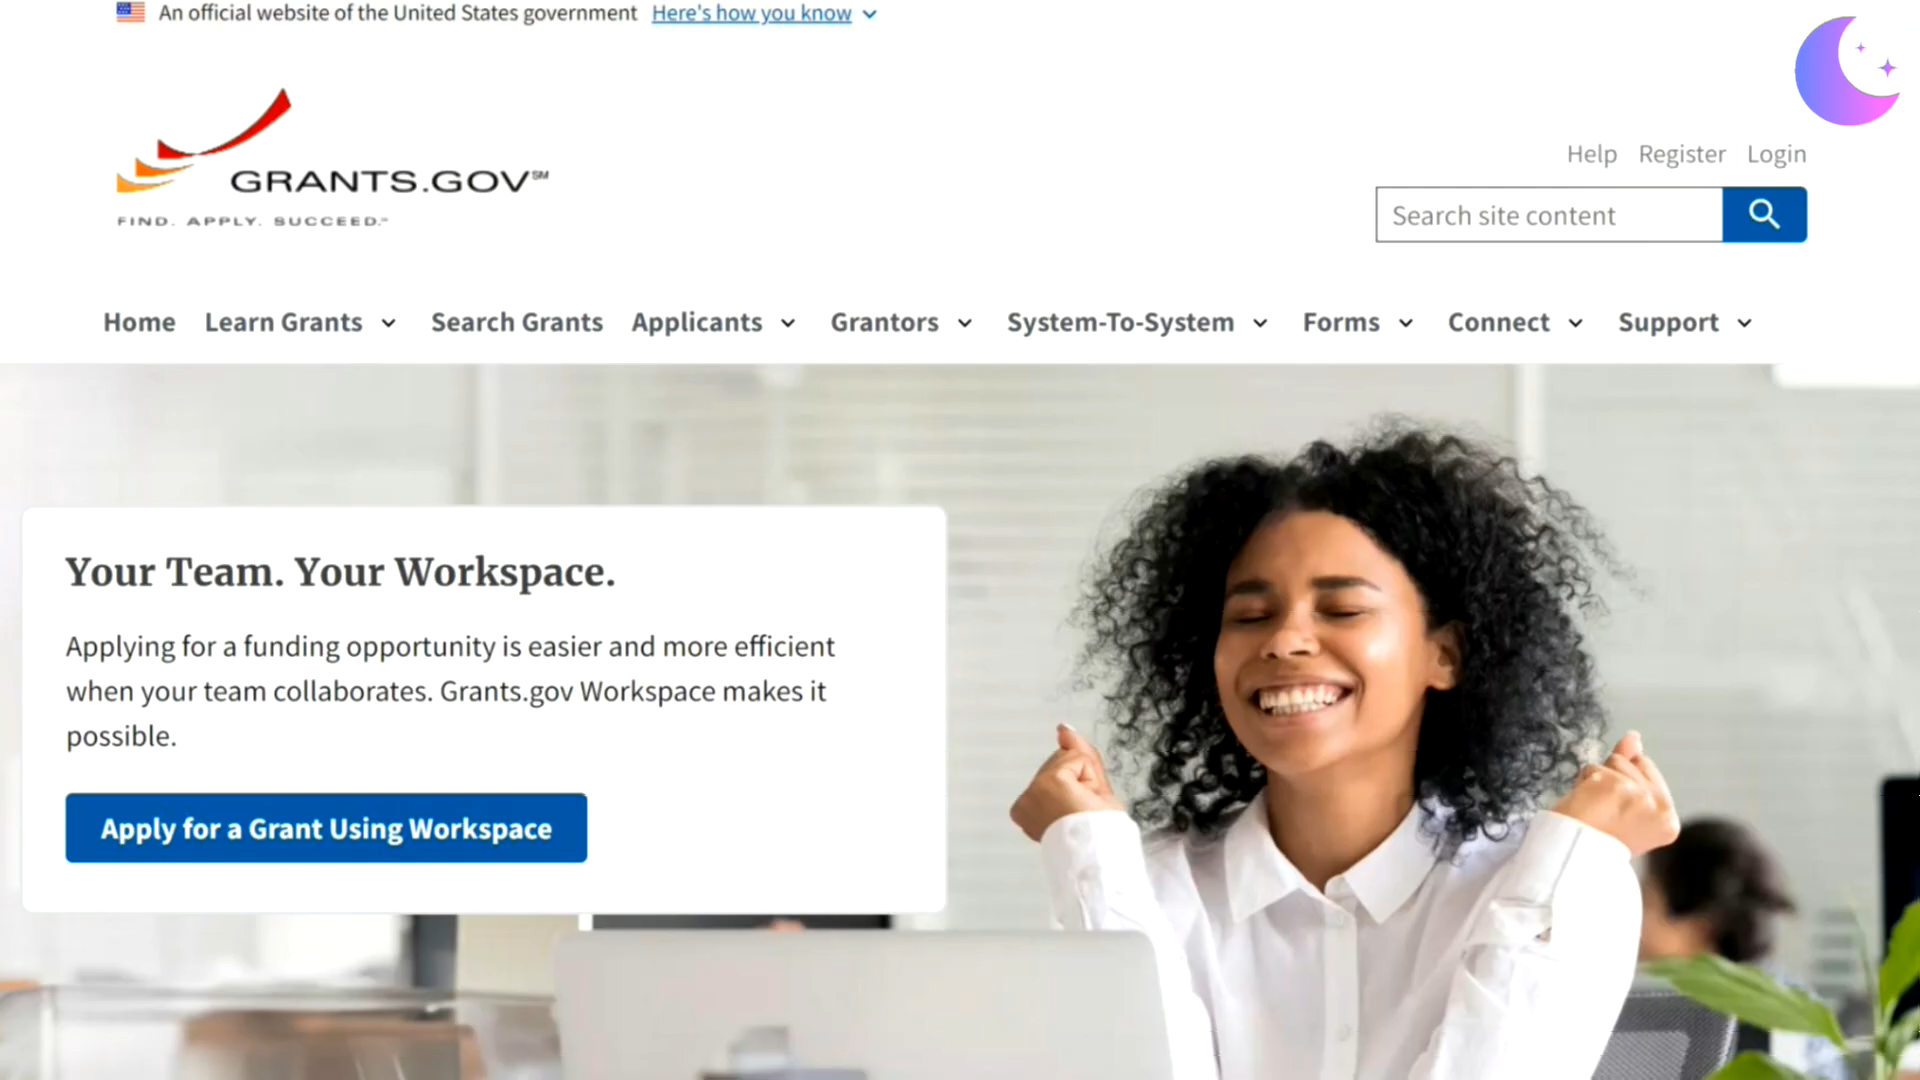 An official website of the United States government Here's how you know
GRANTS.GOV℠
FIND. APPLY. SUCCEED.℠
Help Register Login
Search site content
Home Learn Grants Search Grants Applicants Grantors System-To-System Forms Connect Support
Your Team. Your Workspace.
Applying for a funding opportunity is easier and more efficient
when your team collaborates. Grants.gov Workspace makes it
possible.
Apply for a Grant Using Workspace